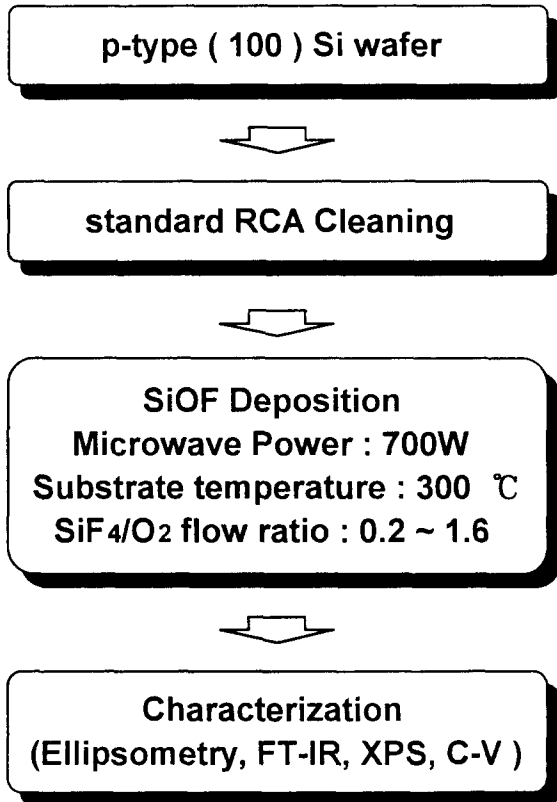 p-type ( 100 ) Si wafer
standard RCA Cleaning
SiOF Deposition
Microwave Power : 700W
Substrate temperature : 300 ℃
SiF4/O2 flow ratio : 0.2 ~ 1.6
Characterization
(Ellipsometry, FT-IR, XPS, C-V )